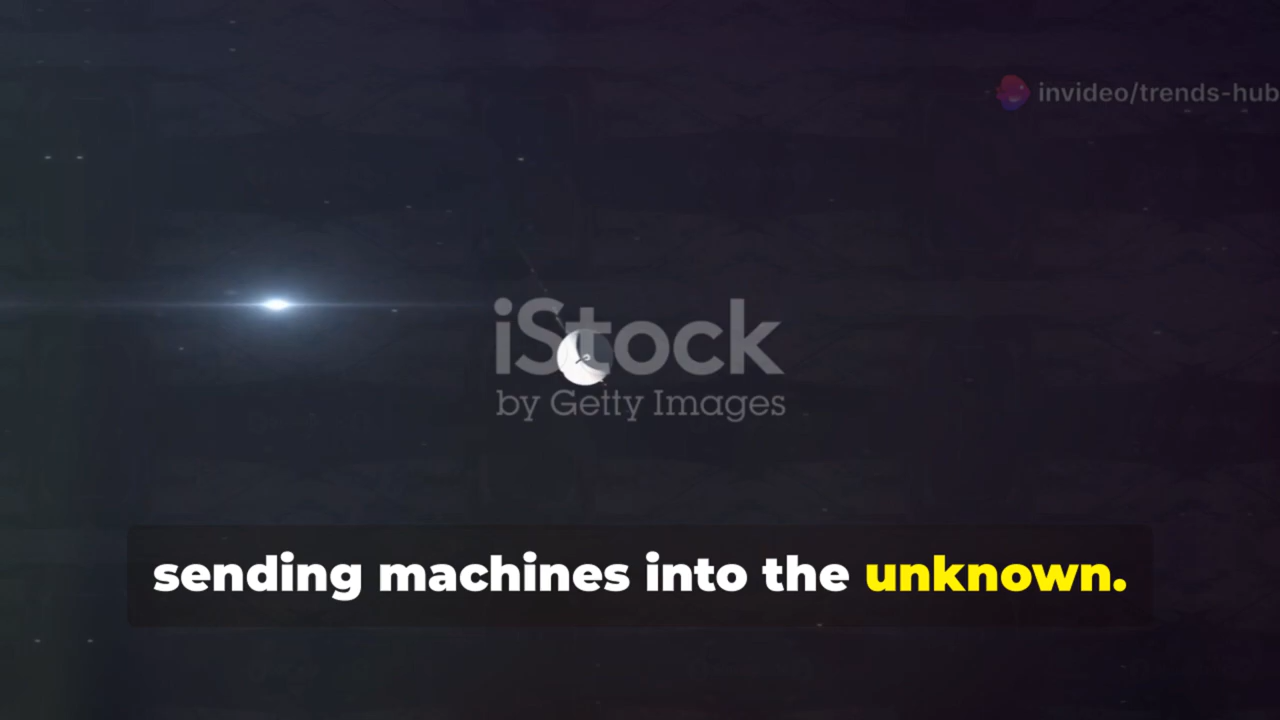 invideo/trends-hub
iStock
by Getty Images
sending machines into the unknown.